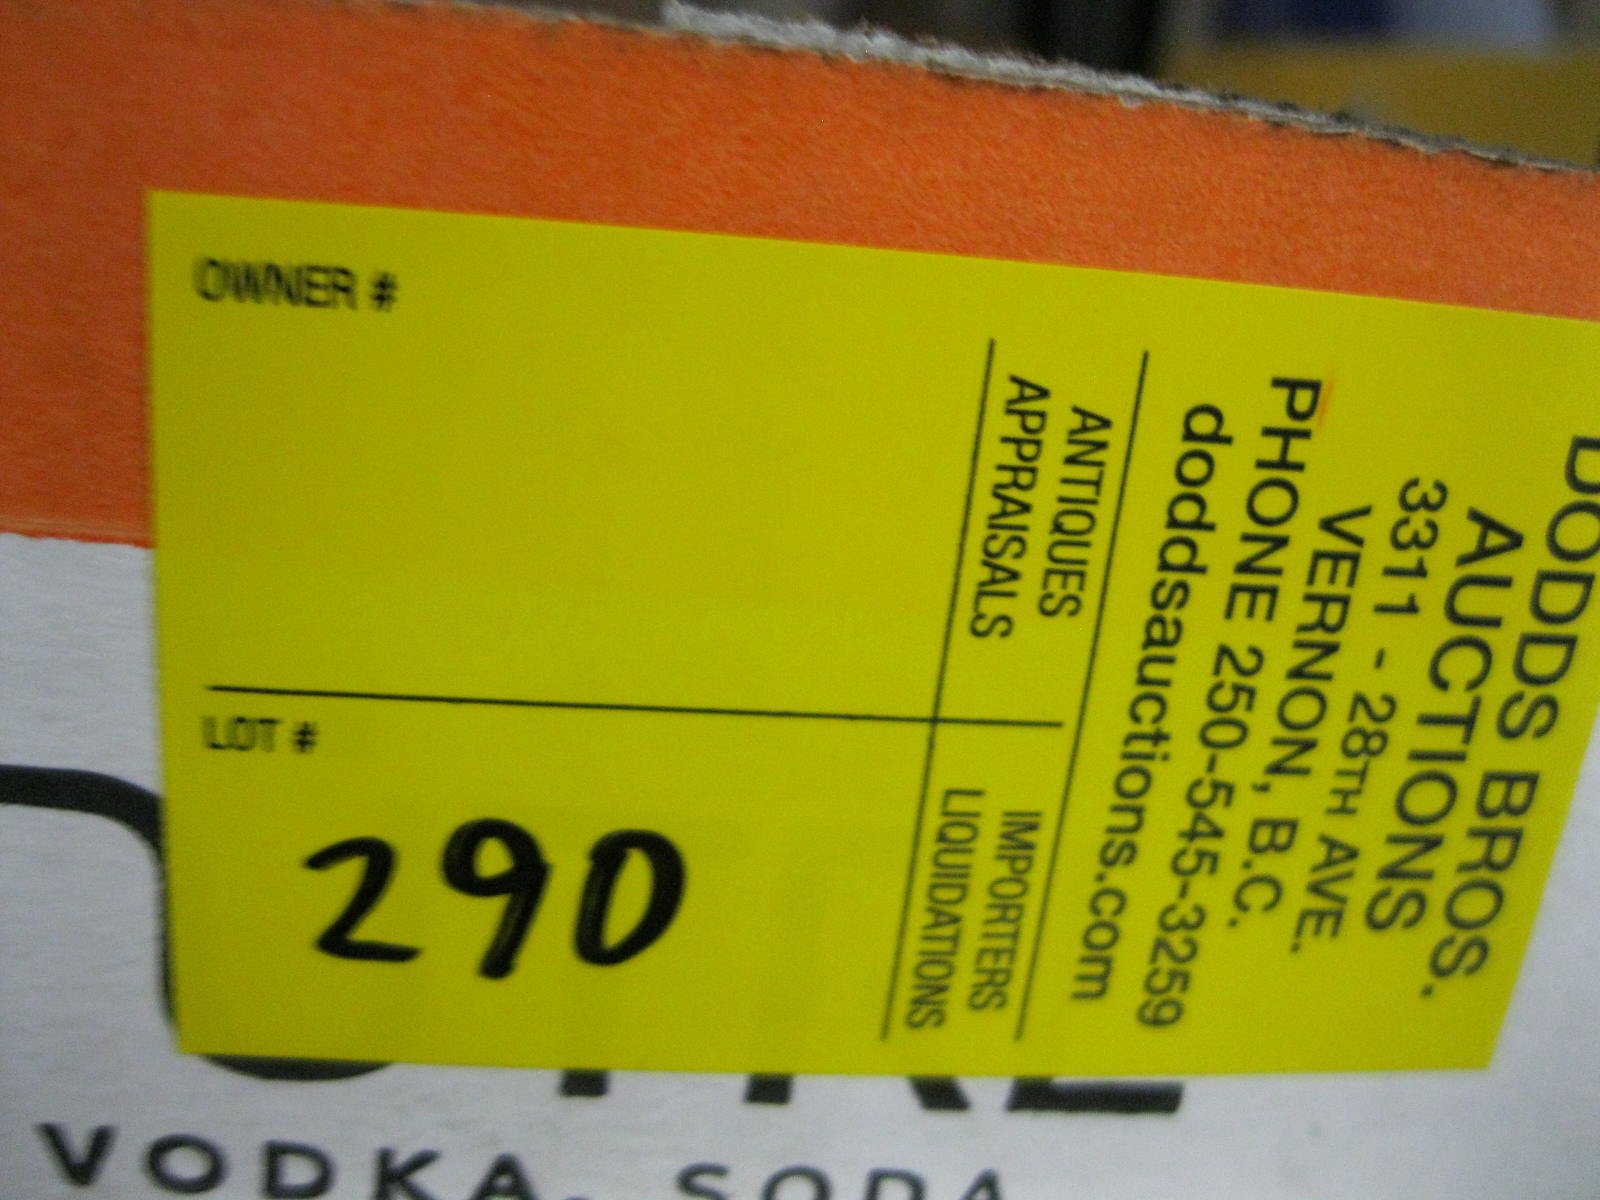 OWNER #
LOT #
290
DODDS BROS.
AUCTIONS
3311 - 28TH AVE.
VERNON, B.C.
PHONE 250-545-3259
doddsauctions.com
ANTIQUES
APPRAISALS
IMPORTERS
LIQUIDATIONS
VODKA. SODA